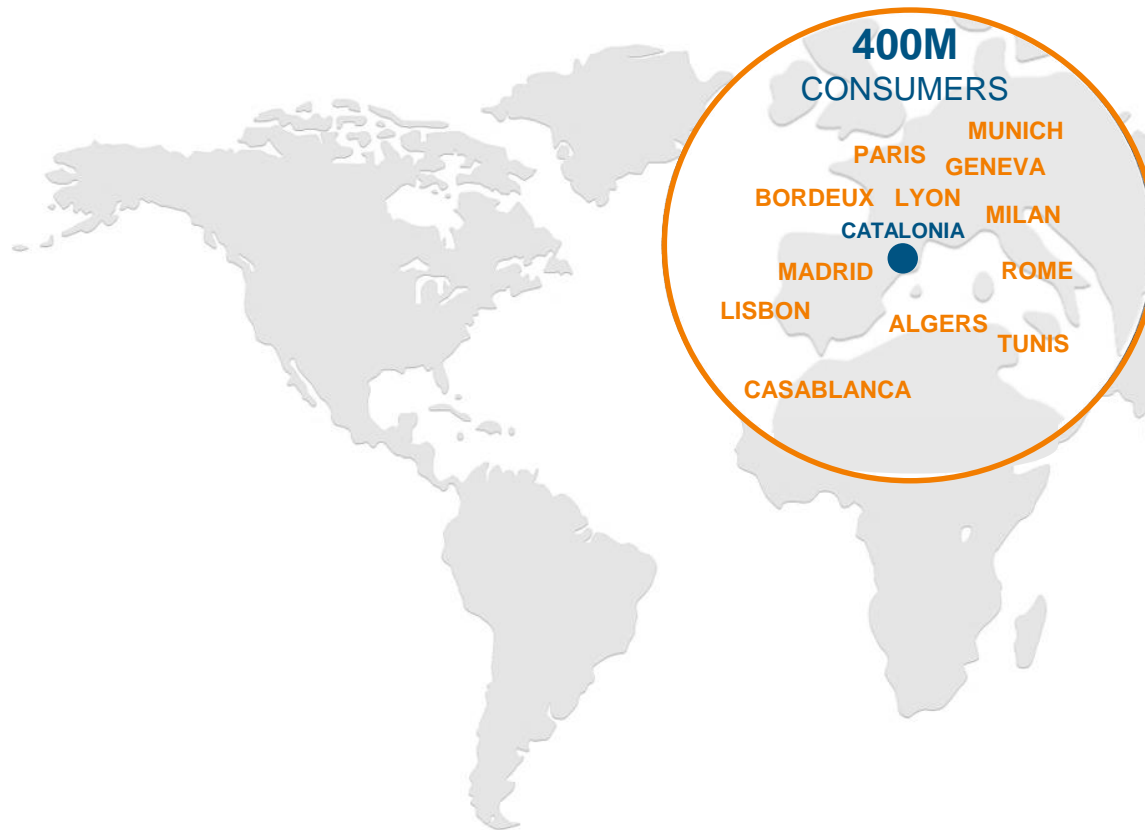 400M
CONSUMERS
MUNICH
PARIS
GENEVA
BORDEUX
LYON
MILAN
CATALONIA
MADRID
ROME
LISBON
ALGERS
TUNIS
CASABLANCA